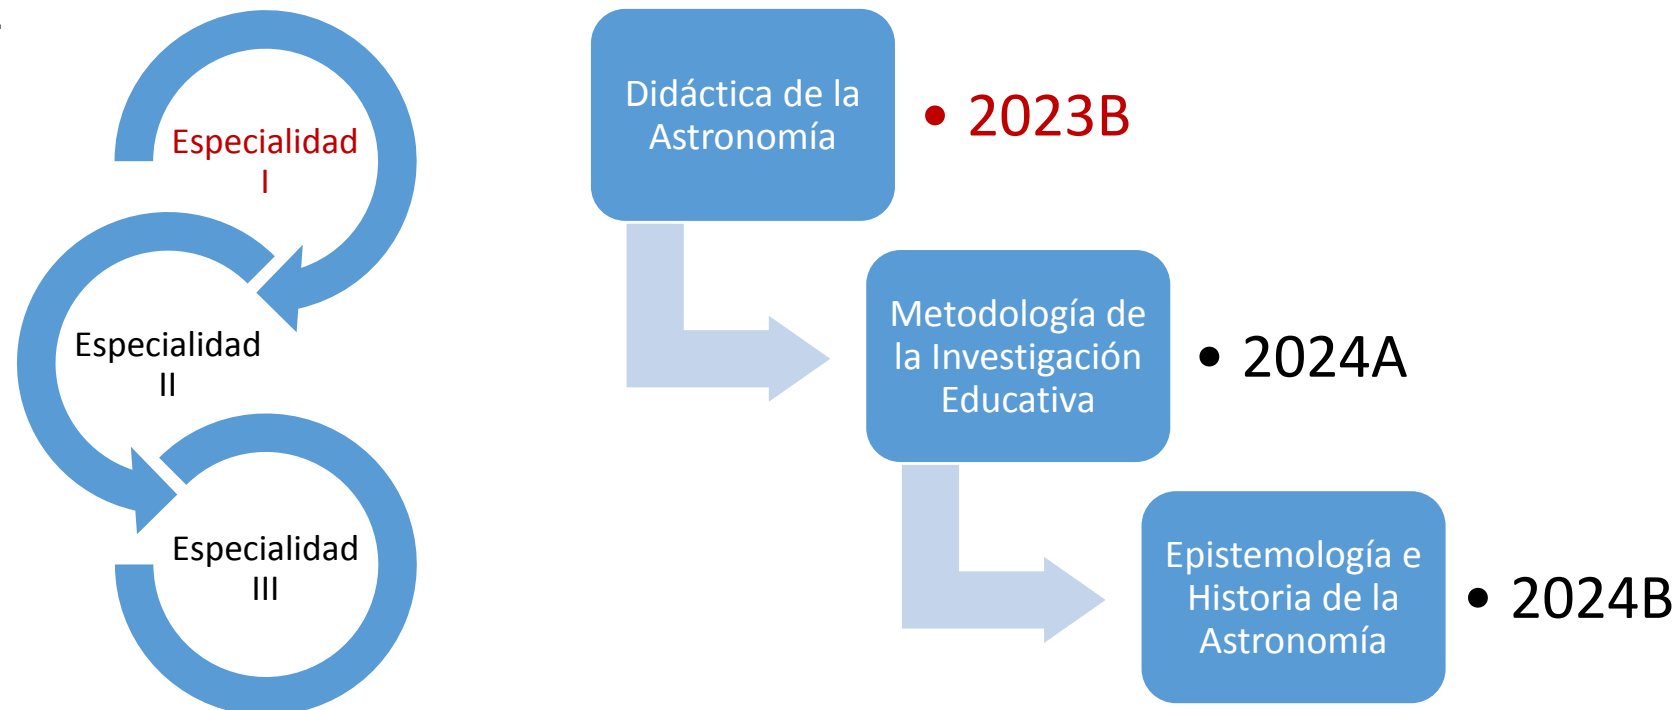 Especialidad
I
Especialidad
II
Especialidad
III
Didáctica de la
Astronomía
• 2023B
Metodología de
la Investigación
Educativa
• 2024A
Epistemología e
Historia de la
Astronomía
• 2024B